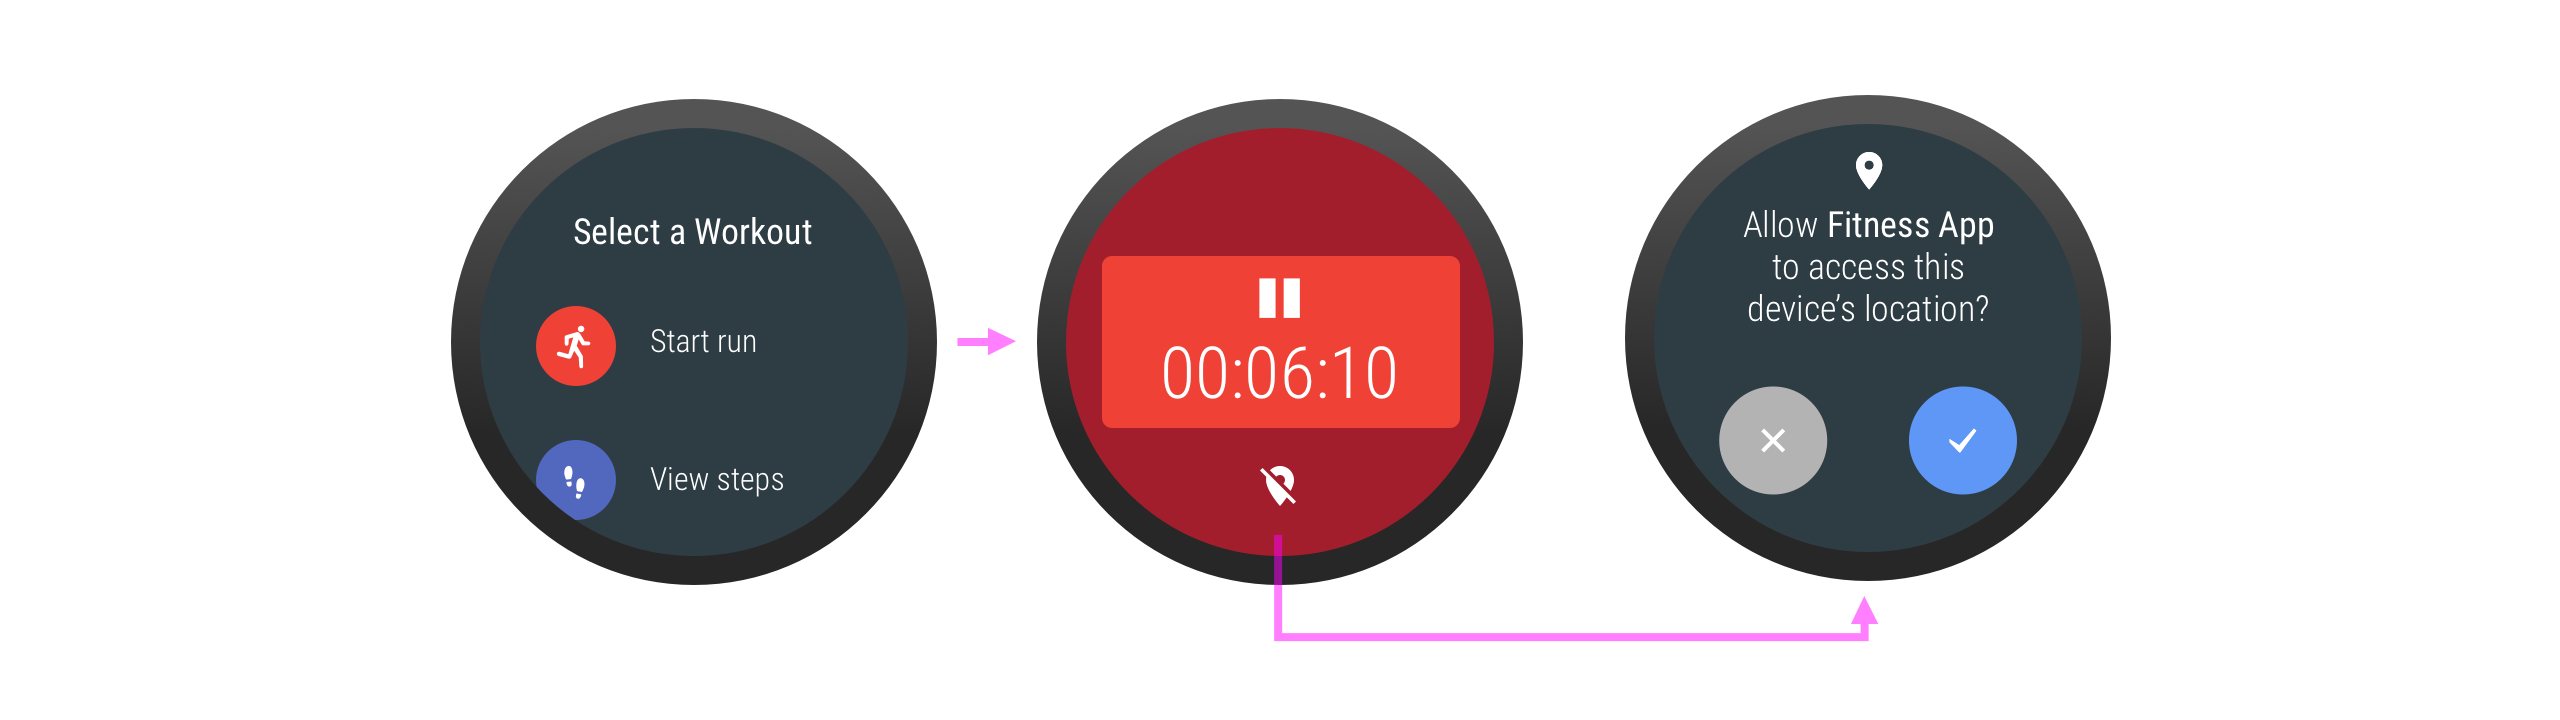 Select a Workout
Start run
View steps
00:06:10
Allow Fitness App
to access this
device's location?